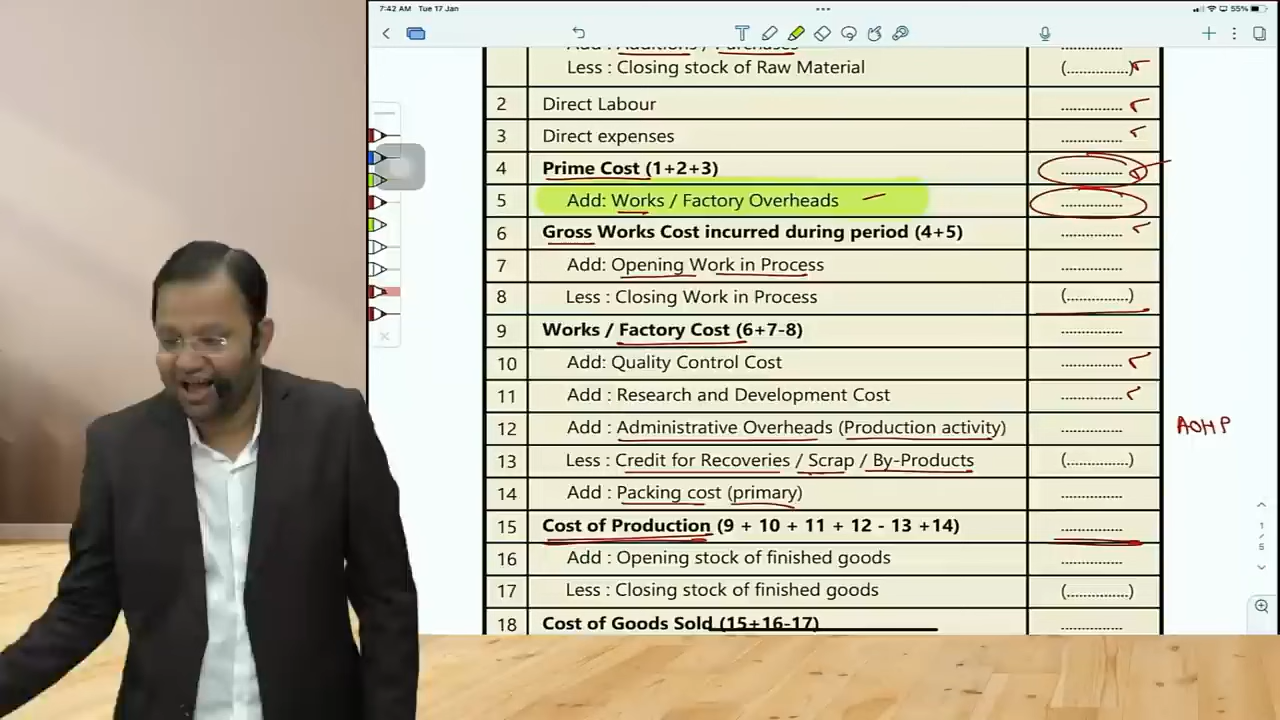 7:42 AM Tue 17 Jan
55%
Add : Additions / Purchases
Less : Closing stock of Raw Material (..............)
2 Direct Labour ..............
3 Direct expenses ..............
4 Prime Cost (1+2+3) ..............
5 Add: Works / Factory Overheads ..............
6 Gross Works Cost incurred during period (4+5) ..............
7 Add: Opening Work in Process ..............
8 Less : Closing Work in Process (..............)
9 Works / Factory Cost (6+7-8) ..............
10 Add: Quality Control Cost ..............
11 Add : Research and Development Cost ..............
12 Add : Administrative Overheads (Production activity) .............. AOHP
13 Less : Credit for Recoveries / Scrap / By-Products (..............)
14 Add : Packing cost (primary) ..............
15 Cost of Production (9 + 10 + 11 + 12 - 13 +14) ..............
16 Add : Opening stock of finished goods ..............
17 Less : Closing stock of finished goods (..............)
18 Cost of Goods Sold (15+16-17) ..............
1/5